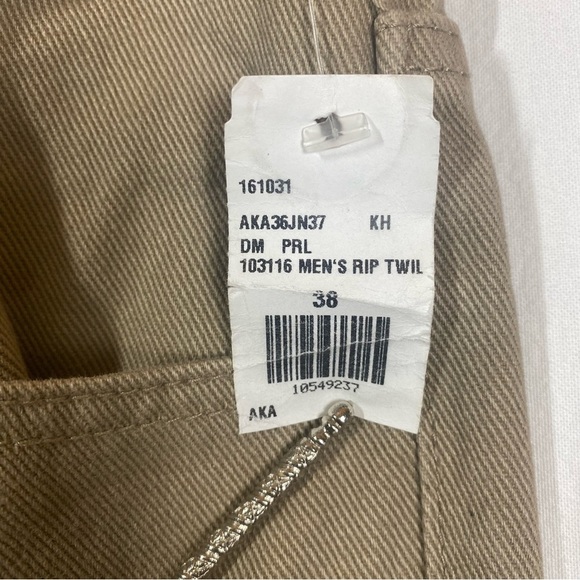 161031
AKA36JN37 KH
DM PRL
103116 MEN'S RIP TWIL
38
10549237
AKA